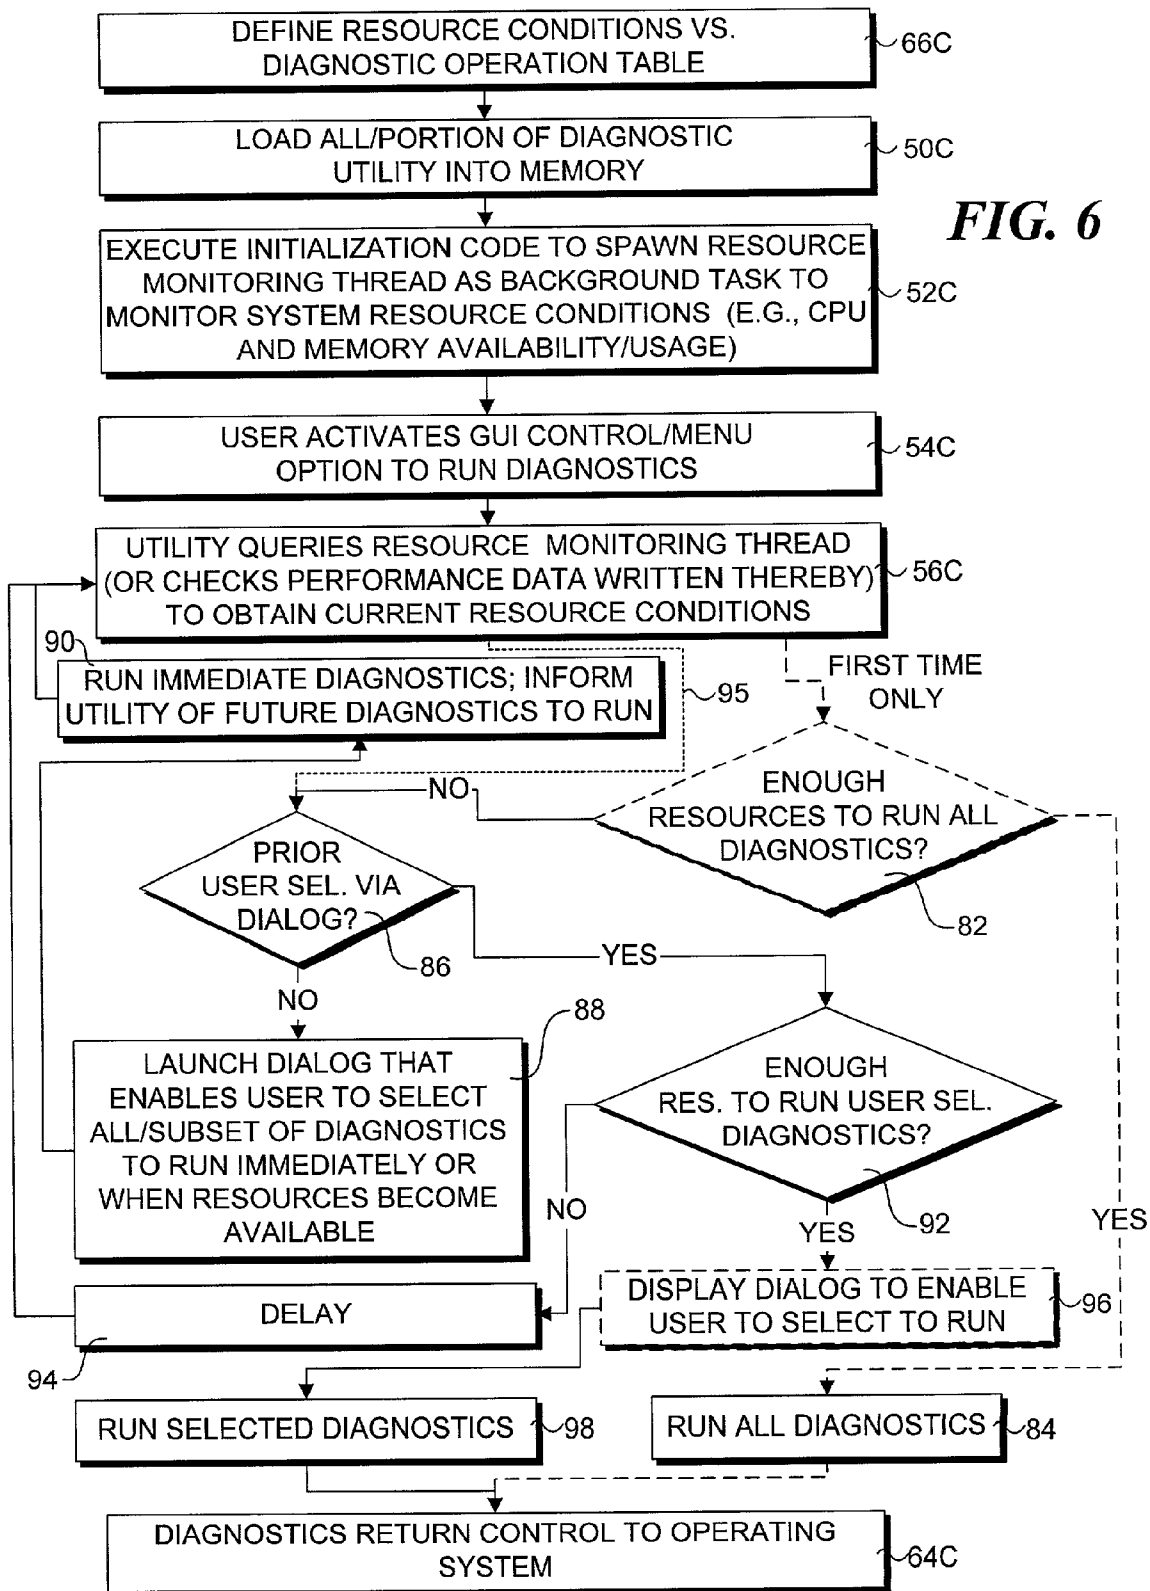 DEFINE RESOURCE CONDITIONS VS.
DIAGNOSTIC OPERATION TABLE
66C
LOAD ALL/PORTION OF DIAGNOSTIC
UTILITY INTO MEMORY
50C
FIG. 6
EXECUTE INITIALIZATION CODE TO SPAWN RESOURCE
MONITORING THREAD AS BACKGROUND TASK TO
MONITOR SYSTEM RESOURCE CONDITIONS (E.G., CPU
AND MEMORY AVAILABILITY/USAGE)
52C
USER ACTIVATES GUI CONTROL/MENU
OPTION TO RUN DIAGNOSTICS
54C
UTILITY QUERIES RESOURCE MONITORING THREAD
(OR CHECKS PERFORMANCE DATA WRITTEN THEREBY)
TO OBTAIN CURRENT RESOURCE CONDITIONS
56C
90
RUN IMMEDIATE DIAGNOSTICS; INFORM
UTILITY OF FUTURE DIAGNOSTICS TO RUN
95
FIRST TIME
ONLY
NO
ENOUGH
RESOURCES TO RUN ALL
DIAGNOSTICS?
82
PRIOR
USER SEL. VIA
DIALOG?
86
YES
NO
88
LAUNCH DIALOG THAT
ENABLES USER TO SELECT
ALL/SUBSET OF DIAGNOSTICS
TO RUN IMMEDIATELY OR
WHEN RESOURCES BECOME
AVAILABLE
ENOUGH
RES. TO RUN USER SEL.
DIAGNOSTICS?
92
NO
YES
YES
DELAY
94
DISPLAY DIALOG TO ENABLE
USER TO SELECT TO RUN
96
RUN SELECTED DIAGNOSTICS
98
RUN ALL DIAGNOSTICS
84
DIAGNOSTICS RETURN CONTROL TO OPERATING
SYSTEM
64C